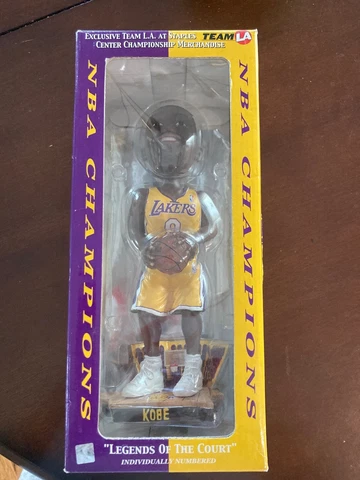 EXCLUSIVE TEAM L.A. AT STAPLES
CENTER CHAMPIONSHIP MERCHANDISE
TEAM LA
NBA CHAMPIONS
NBA CHAMPIONS
LAKERS
8
KOBE
"LEGENDS OF THE COURT"
INDIVIDUALLY NUMBERED